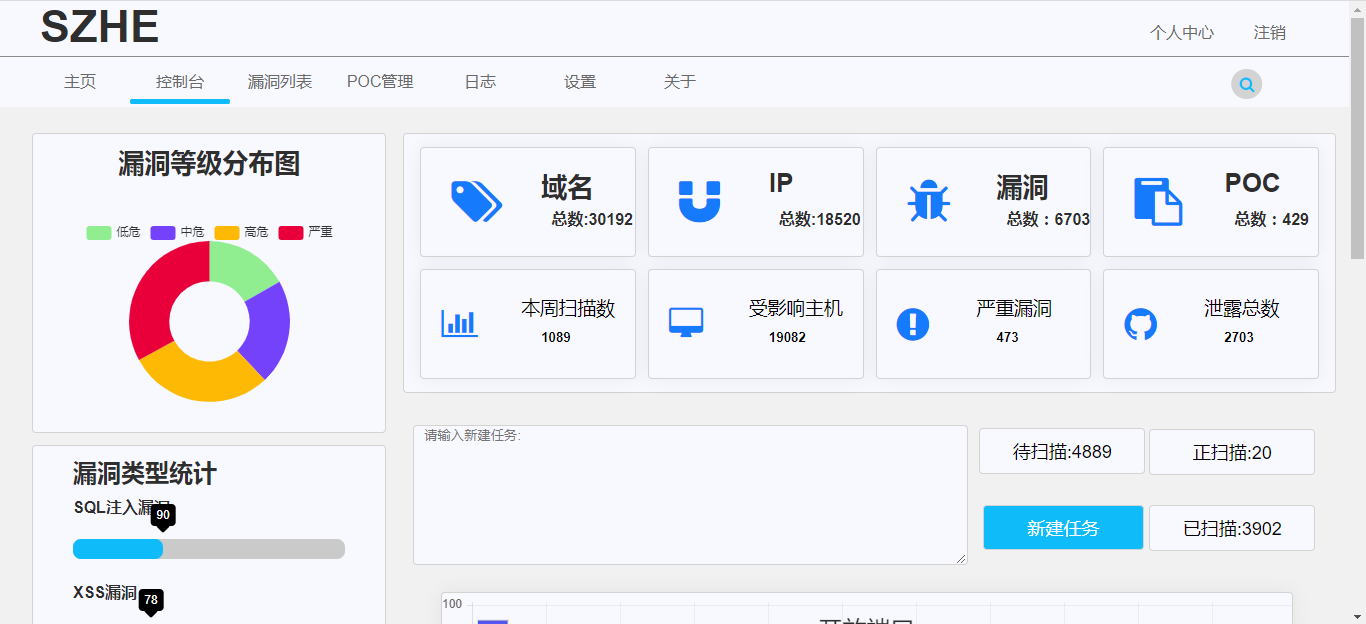 SZHE
个人中心 注销
主页 控制台 漏洞列表 POC管理 日志 设置 关于
漏洞等级分布图
低危 中危 高危 严重
域名
总数:30192
IP
总数:18520
漏洞
总数：6703
POC
总数：429
本周扫描数
1089
受影响主机
19082
严重漏洞
473
泄露总数
2703
漏洞类型统计
SQL注入漏洞
90
XSS漏洞
78
请输入新建任务:
待扫描:4889
正扫描:20
新建任务
已扫描:3902
100
开放端口